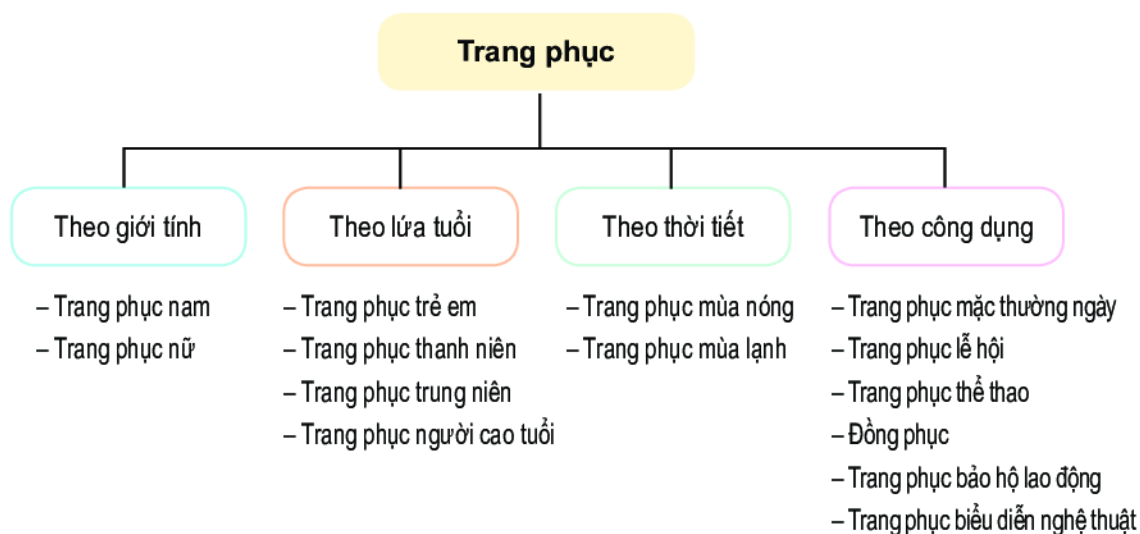 Trang phục
Theo giới tính
– Trang phục nam
– Trang phục nữ
Theo lứa tuổi
– Trang phục trẻ em
– Trang phục thanh niên
– Trang phục trung niên
– Trang phục người cao tuổi
Theo thời tiết
– Trang phục mùa nóng
– Trang phục mùa lạnh
Theo công dụng
– Trang phục mặc thường ngày
– Trang phục lễ hội
– Trang phục thể thao
– Đồng phục
– Trang phục bảo hộ lao động
– Trang phục biểu diễn nghệ thuật